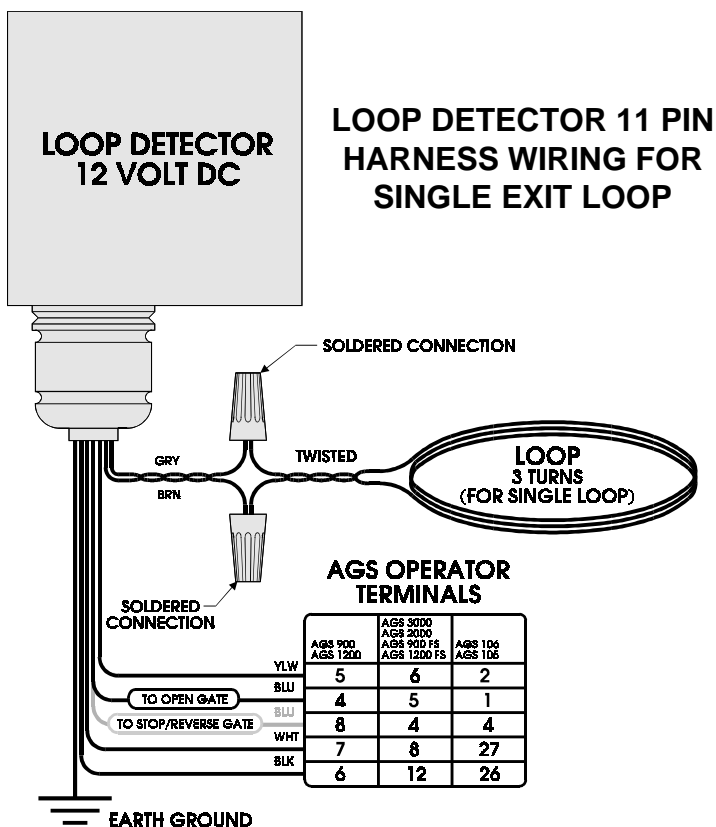 LOOP DETECTOR 11 PIN
HARNESS WIRING FOR
SINGLE EXIT LOOP
LOOP DETECTOR
12 VOLT DC
SOLDERED CONNECTION
GRY
BRN
TWISTED
LOOP
3 TURNS
(FOR SINGLE LOOP)
SOLDERED
CONNECTION
AGS OPERATOR
TERMINALS
AGS 900
AGS 1200
AGS 3000
AGS 2000
AGS 900 FS
AGS 1200 FS
AGS 106
AGS 105
YLW 5 6 2
BLU TO OPEN GATE 4 5 1
BLU TO STOP/REVERSE GATE 8 4 4
WHT 7 8 27
BLK 6 12 26
EARTH GROUND